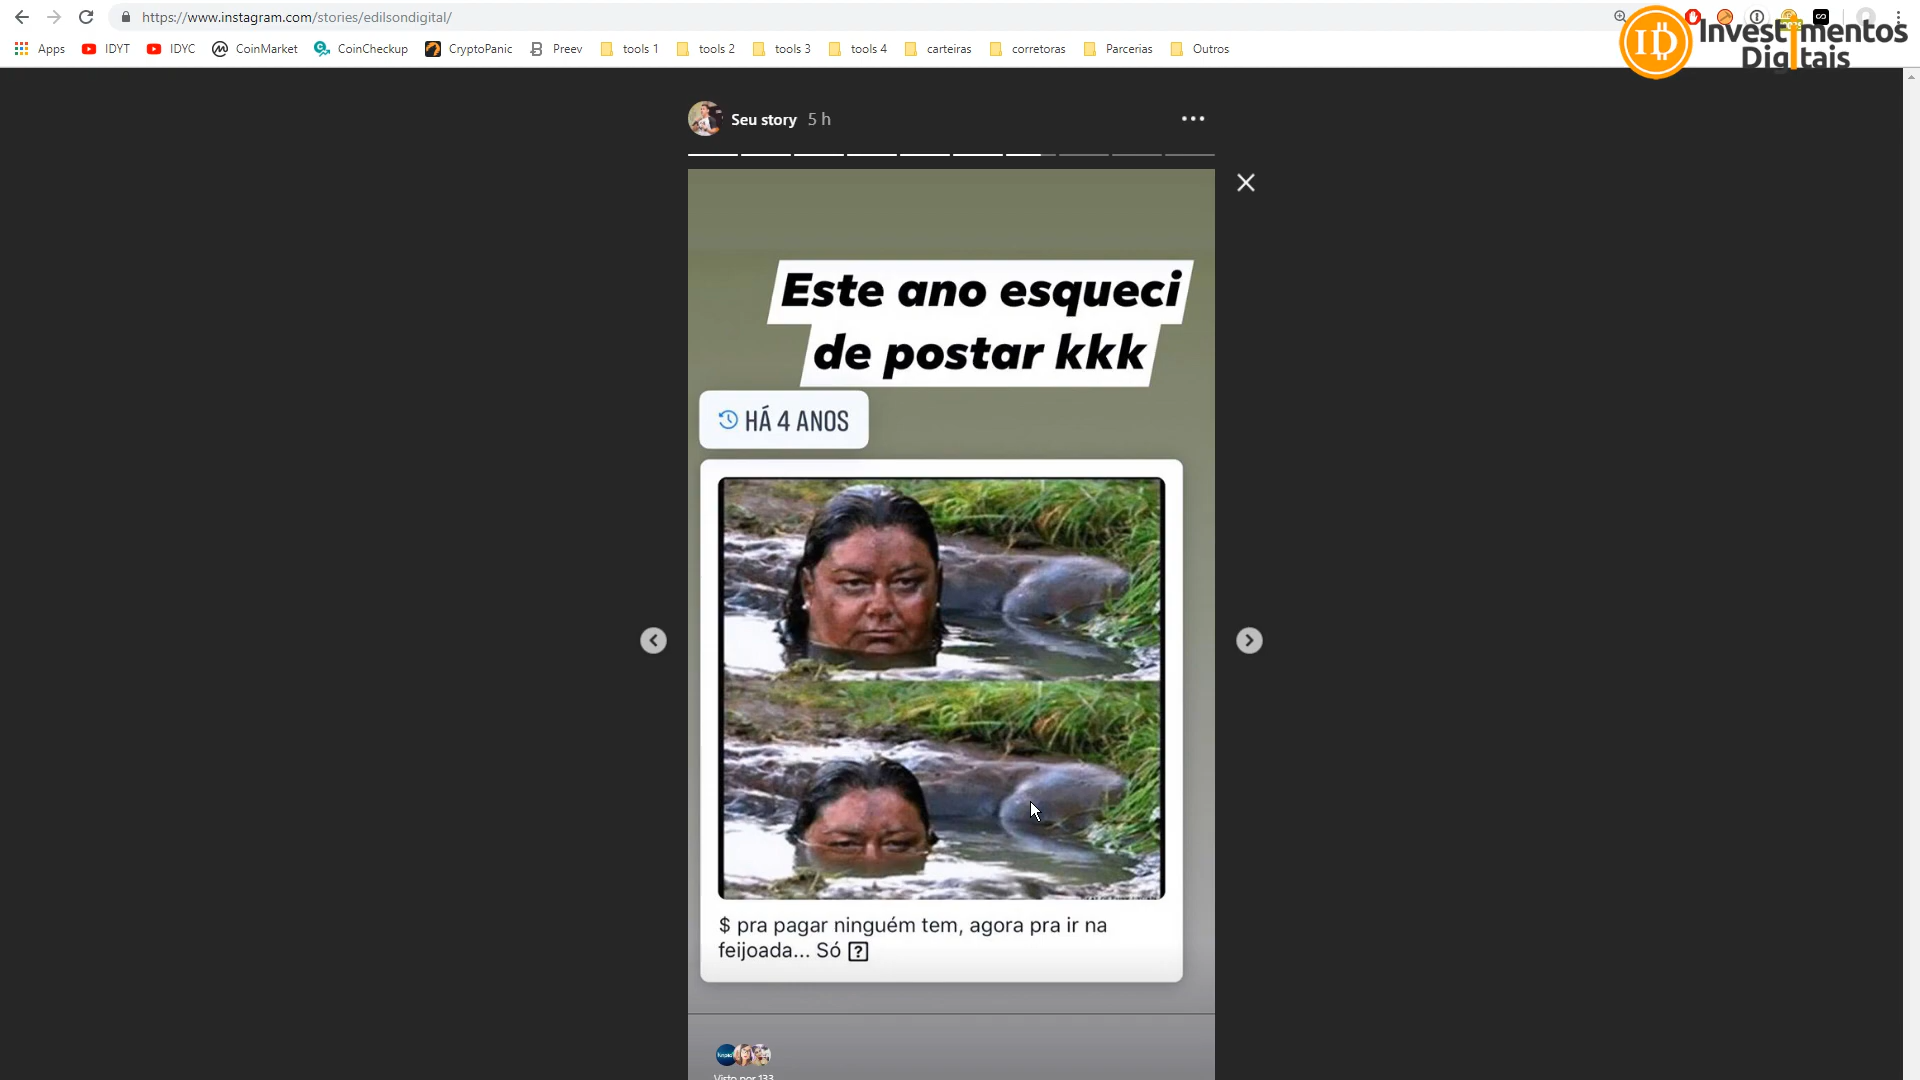 https://www.instagram.com/stories/edilsondigital/
Apps IDYT IDYC CoinMarket CoinCheckup CryptoPanic Preev tools 1 tools 2 tools 3 tools 4 carteiras corretoras Parcerias Outros
ID Investimentos
Digitais
Seu story 5 h
Este ano esqueci
de postar kkk
HÁ 4 ANOS
$ pra pagar ninguém tem, agora pra ir na
feijoada... Só ?
Visto por 133